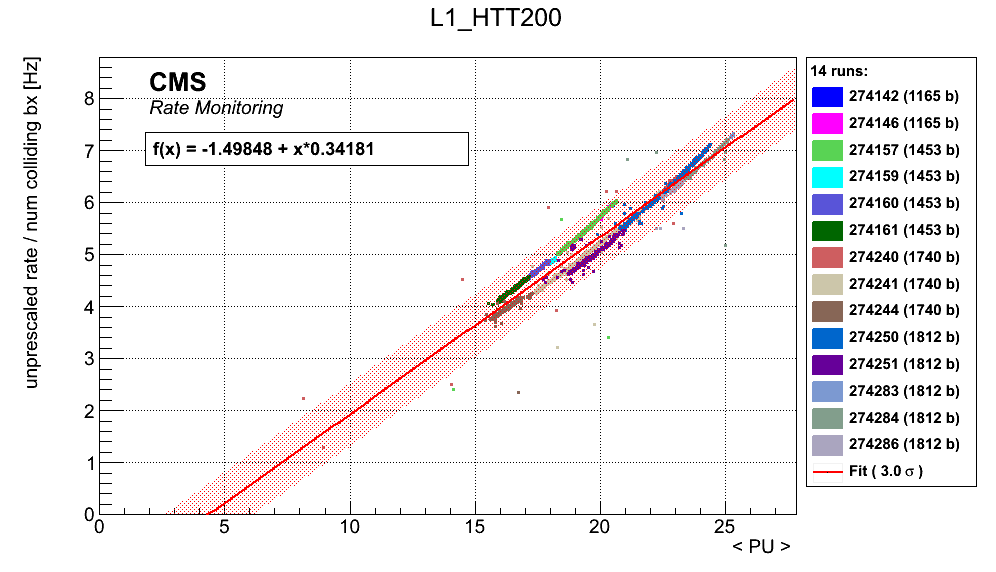 L1_HTT200
unprescaled rate / num colliding bx [Hz]
CMS
Rate Monitoring
f(x) = -1.49848 + x*0.34181
8
7
6
5
4
3
2
1
0
0 5 10 15 20 25
< PU >
14 runs:
274142 (1165 b)
274146 (1165 b)
274157 (1453 b)
274159 (1453 b)
274160 (1453 b)
274161 (1453 b)
274240 (1740 b)
274241 (1740 b)
274244 (1740 b)
274250 (1812 b)
274251 (1812 b)
274283 (1812 b)
274284 (1812 b)
274286 (1812 b)
Fit ( 3.0 σ )